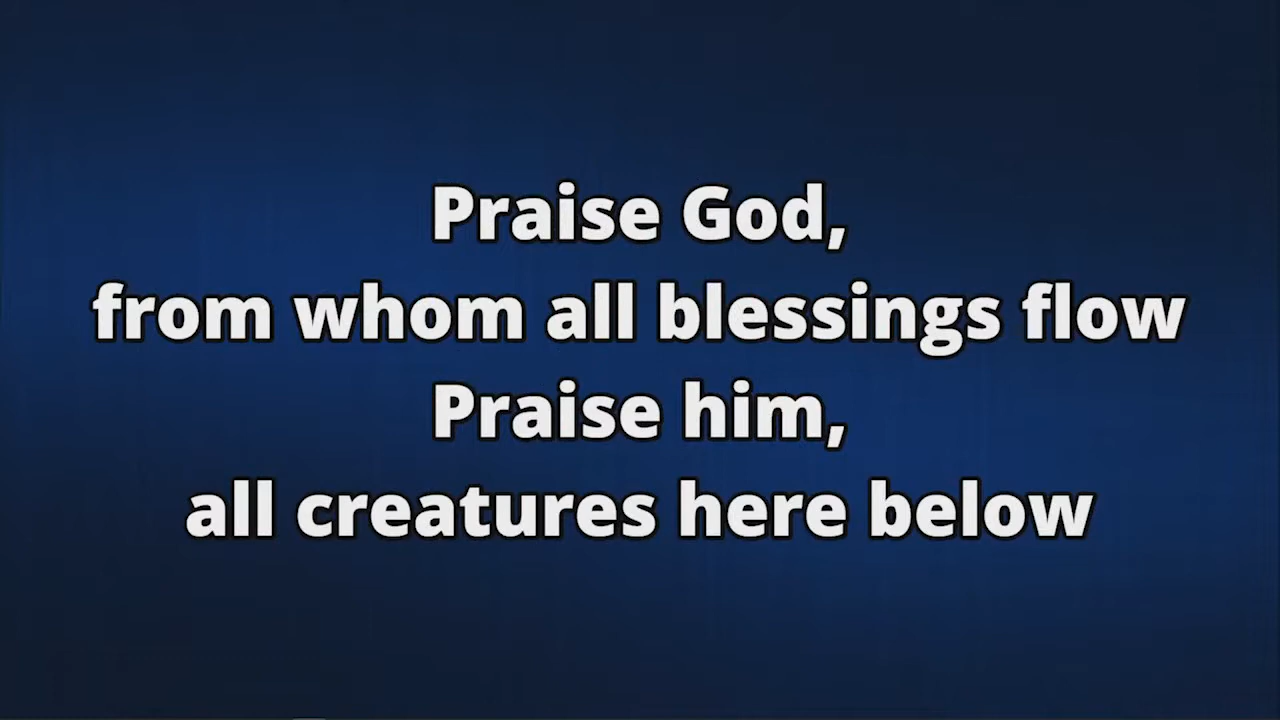 Praise God,
from whom all blessings flow
Praise him,
all creatures here below